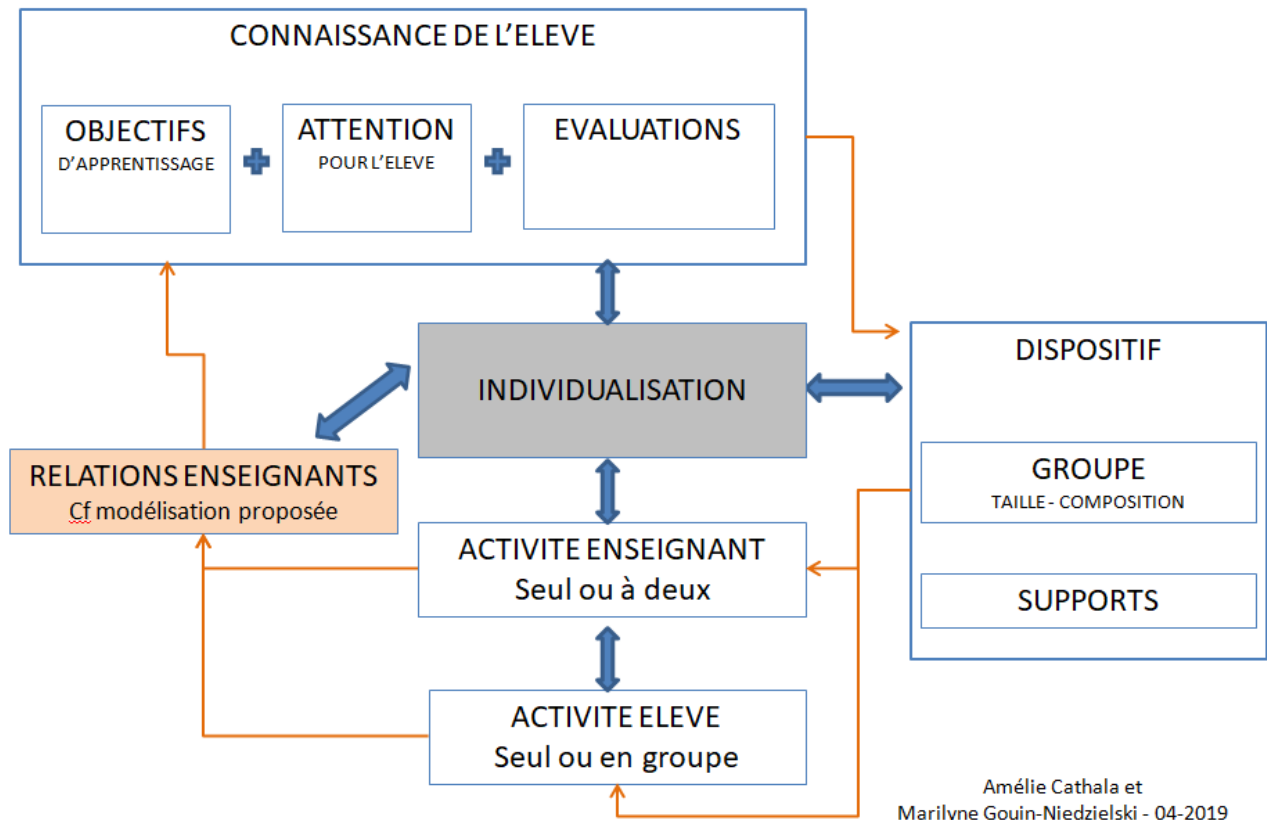 CONNAISSANCE DE L'ELEVE
OBJECTIFS
D'APPRENTISSAGE
ATTENTION
POUR L'ELEVE
EVALUATIONS
INDIVIDUALISATION
DISPOSITIF
GROUPE
TAILLE - COMPOSITION
SUPPORTS
RELATIONS ENSEIGNANTS
Cf modélisation proposée
ACTIVITE ENSEIGNANT
Seul ou à deux
ACTIVITE ELEVE
Seul ou en groupe
Amélie Cathala et
Marilyne Gouin-Niedzielski - 04-2019